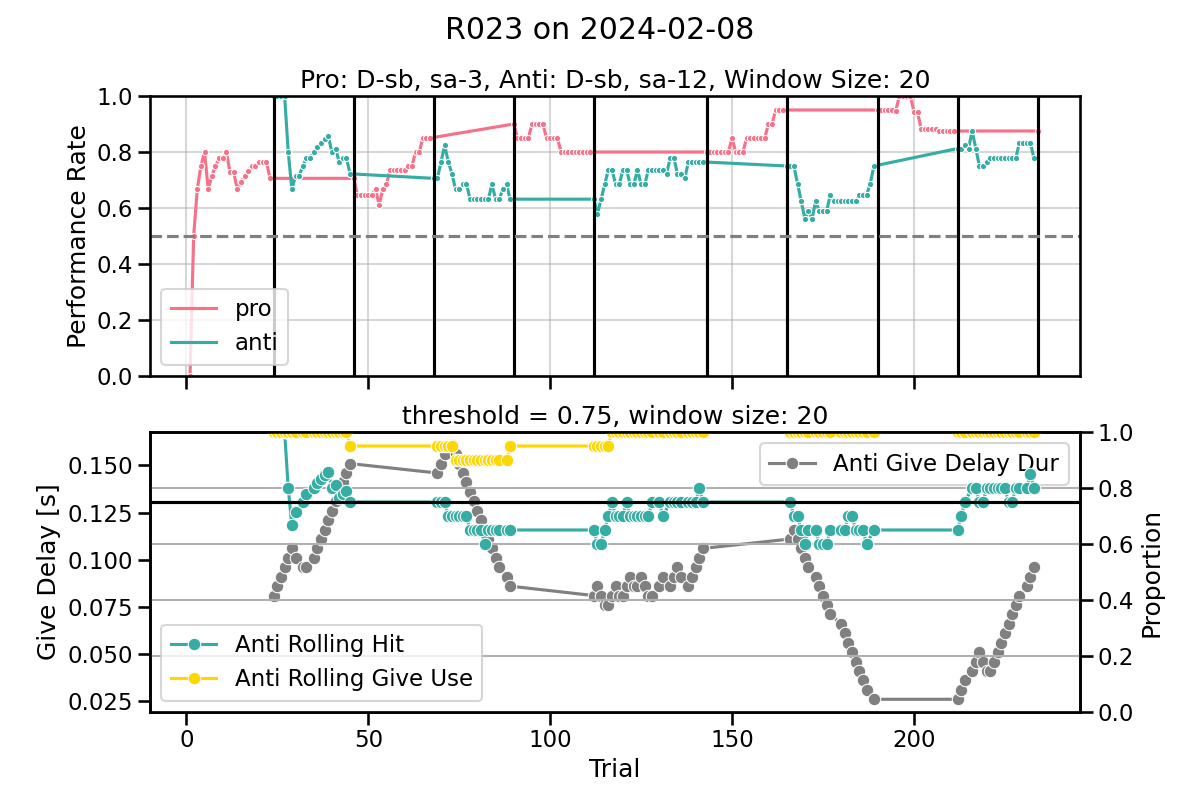 R023 on 2024-02-08
Pro: D-sb, sa-3, Anti: D-sb, sa-12, Window Size: 20
Performance Rate
1.0
0.8
0.6
0.4
0.2
0.0
pro
anti
threshold = 0.75, window size: 20
Give Delay [s]
0.150
0.125
0.100
0.075
0.050
0.025
Anti Give Delay Dur
Anti Rolling Hit
Anti Rolling Give Use
1.0
0.8
0.6
0.4
0.2
0.0
Proportion
0 50 100 150 200
Trial